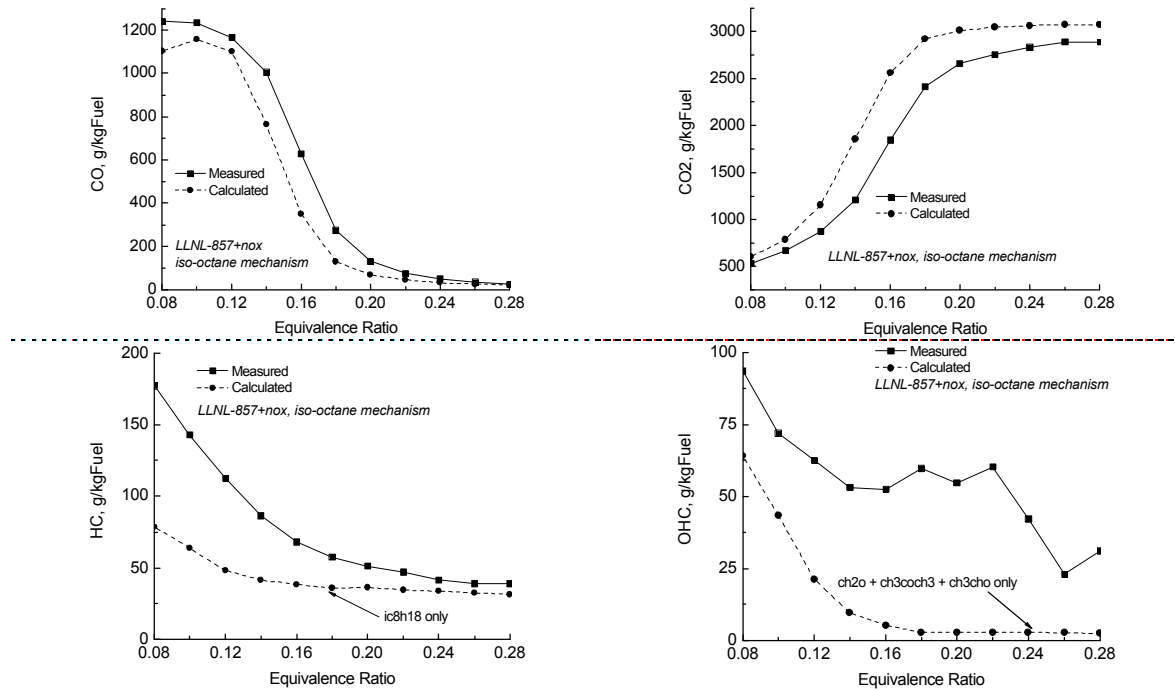 CO, g/kgFuel
1200
1000
800
600
400
200
0
Measured
Calculated
LLNL-857+nox
iso-octane mechanism
0.08 0.12 0.16 0.20 0.24 0.28
Equivalence Ratio
CO2, g/kgFuel
3000
2500
2000
1500
1000
500
Measured
Calculated
LLNL-857+nox, iso-octane mechanism
0.08 0.12 0.16 0.20 0.24 0.28
Equivalence Ratio
HC, g/kgFuel
200
150
100
50
0
Measured
Calculated
LLNL-857+nox, iso-octane mechanism
ic8h18 only
0.08 0.12 0.16 0.20 0.24 0.28
Equivalence Ratio
OHC, g/kgFuel
100
75
50
25
0
Measured
Calculated
LLNL-857+nox, iso-octane mechanism
ch2o + ch3coch3 + ch3cho only
0.08 0.12 0.16 0.20 0.24 0.28
Equivalence Ratio